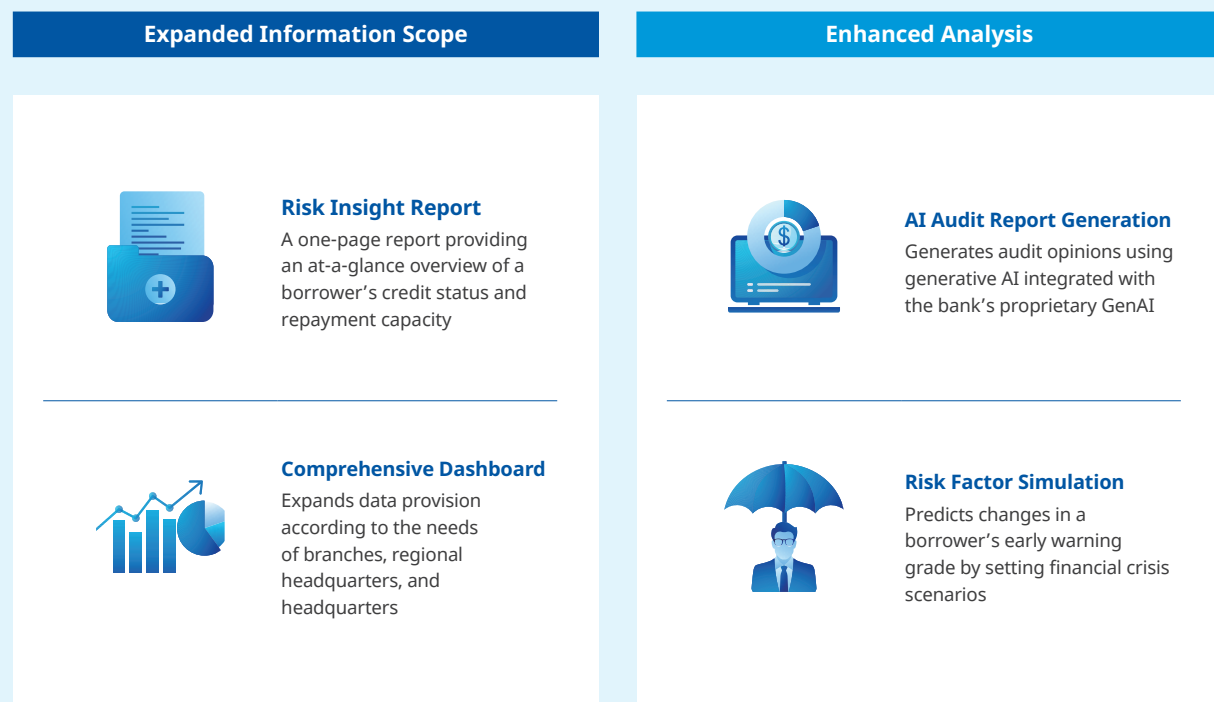 Expanded Information Scope
Risk Insight Report
A one-page report providing
an at-a-glance overview of a
borrower’s credit status and
repayment capacity
Comprehensive Dashboard
Expands data provision
according to the needs
of branches, regional
headquarters, and
headquarters
Enhanced Analysis
$
AI Audit Report Generation
Generates audit opinions using
generative AI integrated with
the bank’s proprietary GenAI
Risk Factor Simulation
Predicts changes in a
borrower’s early warning
grade by setting financial crisis
scenarios